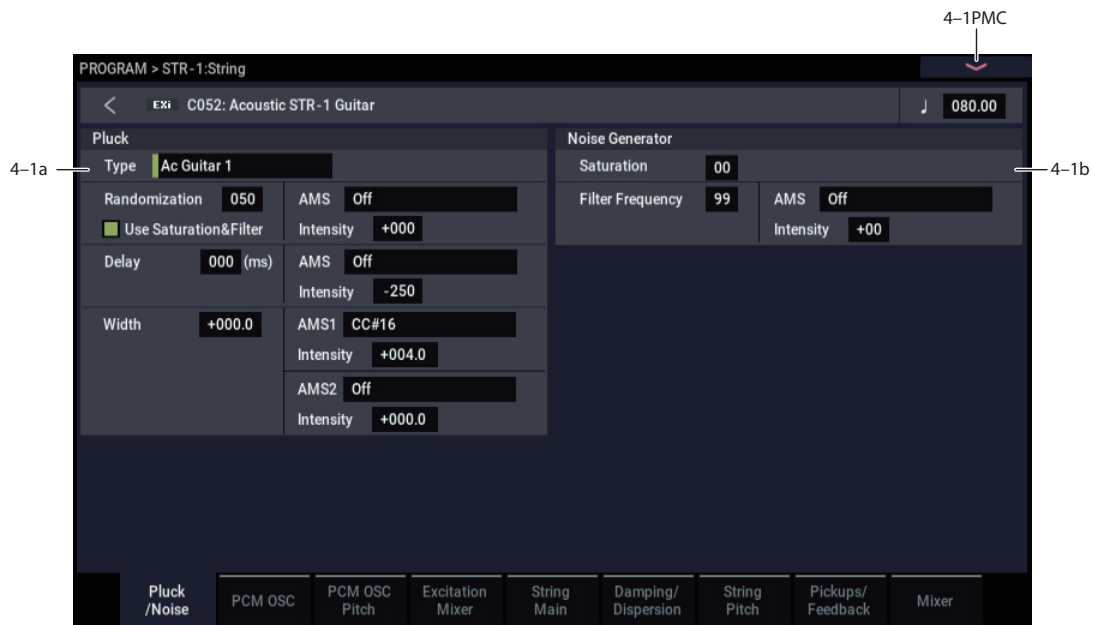 4–1PMC
PROGRAM > STR-1:String
EXi C052: Acoustic STR-1 Guitar
♩ 080.00
Pluck
4–1a
Type Ac Guitar 1
Randomization 050 AMS Off
Use Saturation&Filter Intensity +000
Delay 000 (ms) AMS Off
Intensity -250
Width +000.0 AMS1 CC#16
Intensity +004.0
AMS2 Off
Intensity +000.0
Noise Generator
Saturation 00
4–1b
Filter Frequency 99 AMS Off
Intensity +00
Pluck
/Noise
PCM OSC
PCM OSC
Pitch
Excitation
Mixer
String
Main
Damping/
Dispersion
String
Pitch
Pickups/
Feedback
Mixer